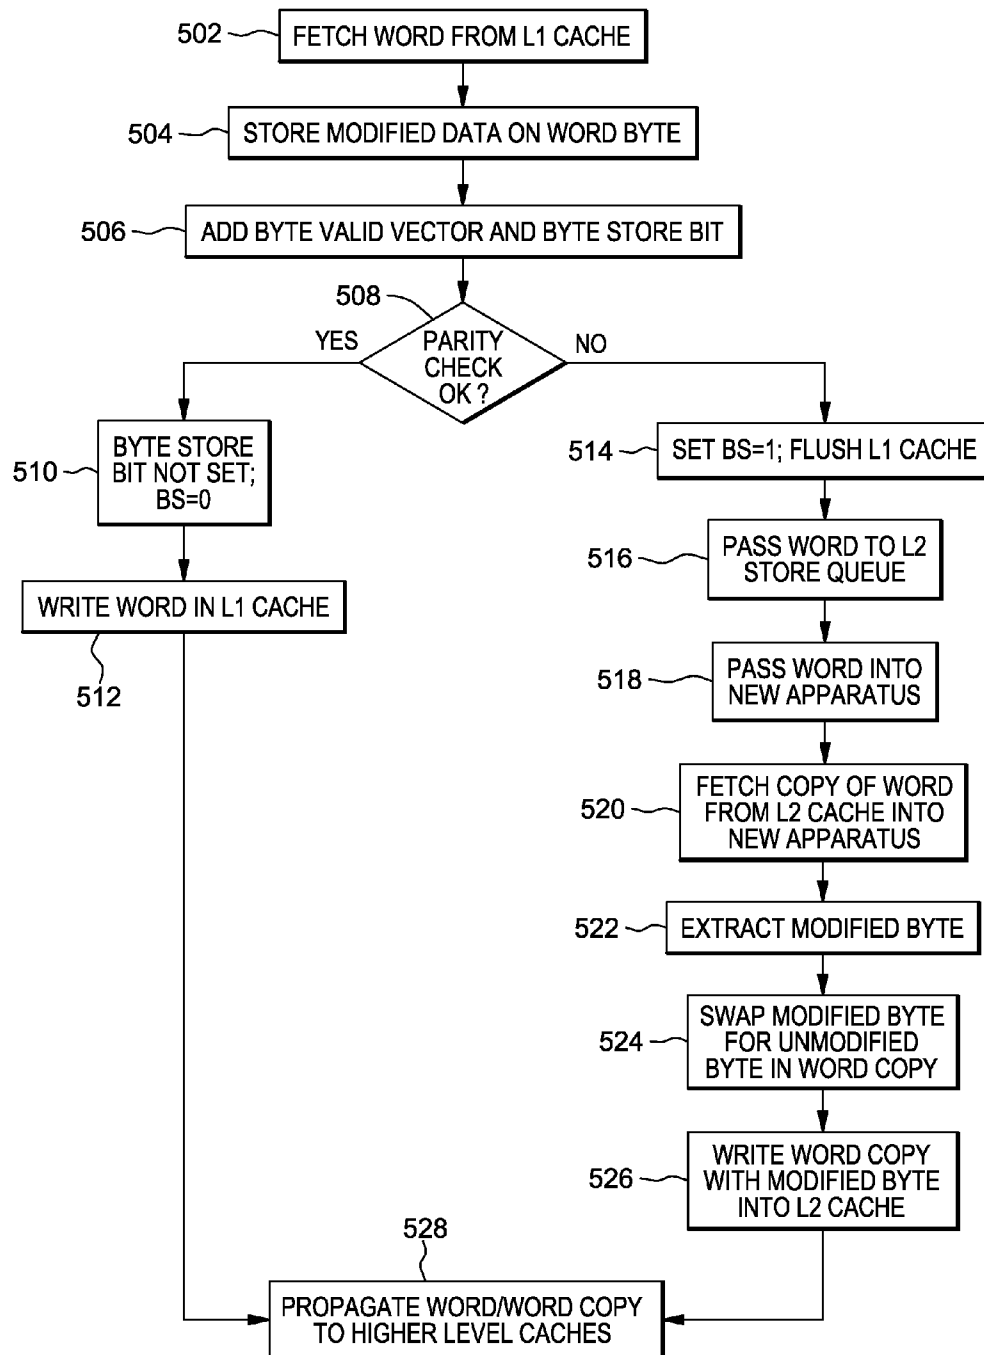 502
FETCH WORD FROM L1 CACHE
504
STORE MODIFIED DATA ON WORD BYTE
506
ADD BYTE VALID VECTOR AND BYTE STORE BIT
508
YES
PARITY
CHECK
OK ?
NO
510
BYTE STORE
BIT NOT SET;
BS=0
WRITE WORD IN L1 CACHE
512
514
SET BS=1; FLUSH L1 CACHE
516
PASS WORD TO L2
STORE QUEUE
518
PASS WORD INTO
NEW APPARATUS
520
FETCH COPY OF WORD
FROM L2 CACHE INTO
NEW APPARATUS
522
EXTRACT MODIFIED BYTE
524
SWAP MODIFIED BYTE
FOR UNMODIFIED
BYTE IN WORD COPY
526
WRITE WORD COPY
WITH MODIFIED BYTE
INTO L2 CACHE
528
PROPAGATE WORD/WORD COPY
TO HIGHER LEVEL CACHES